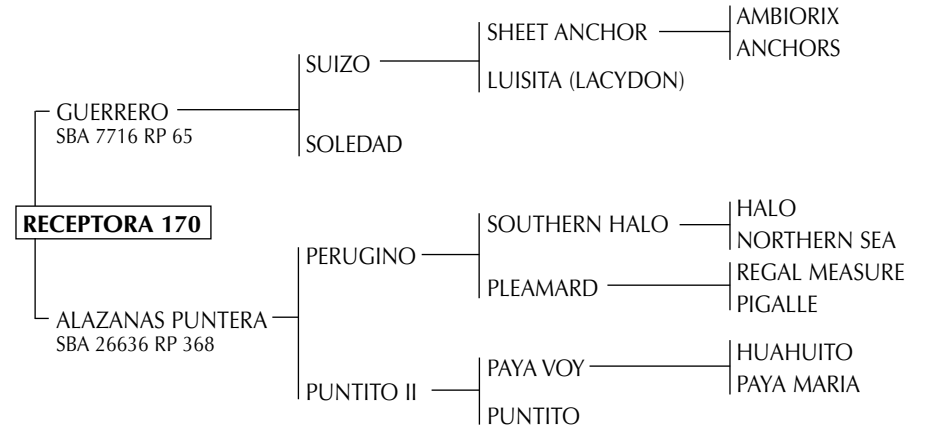 AMBIORIX
SHEET ANCHOR
ANCHORS
SUIZO
LUISITA (LACYDON)
GUERRERO
SBA 7716 RP 65
SOLEDAD
RECEPTORA 170
HALO
SOUTHERN HALO
NORTHERN SEA
PERUGINO
REGAL MEASURE
PLEAMARD
PIGALLE
ALAZANAS PUNTERA
SBA 26636 RP 368
HUAHUITO
PAYA VOY
PAYA MARIA
PUNTITO II
PUNTITO